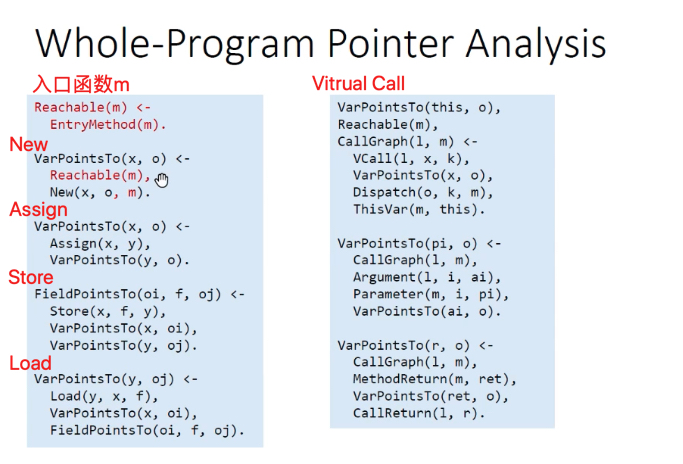 Whole-Program Pointer Analysis
入口函数m
Reachable(m) <-
EntryMethod(m).
New
VarPointsTo(x, o) <-
Reachable(m),
New(x, o, m).
Assign
VarPointsTo(x, o) <-
Assign(x, y),
VarPointsTo(y, o).
Store
FieldPointsTo(oi, f, oj) <-
Store(x, f, y),
VarPointsTo(x, oi),
VarPointsTo(y, oj).
Load
VarPointsTo(y, oj) <-
Load(y, x, f),
VarPointsTo(x, oi),
FieldPointsTo(oi, f, oj).
Vitrual Call
VarPointsTo(this, o),
Reachable(m),
CallGraph(l, m) <-
VCall(l, x, k),
VarPointsTo(x, o),
Dispatch(o, k, m),
ThisVar(m, this).
VarPointsTo(pi, o) <-
CallGraph(l, m),
Argument(l, i, ai),
Parameter(m, i, pi),
VarPointsTo(ai, o).
VarPointsTo(r, o) <-
CallGraph(l, m),
MethodReturn(m, ret),
VarPointsTo(ret, o),
CallReturn(l, r).